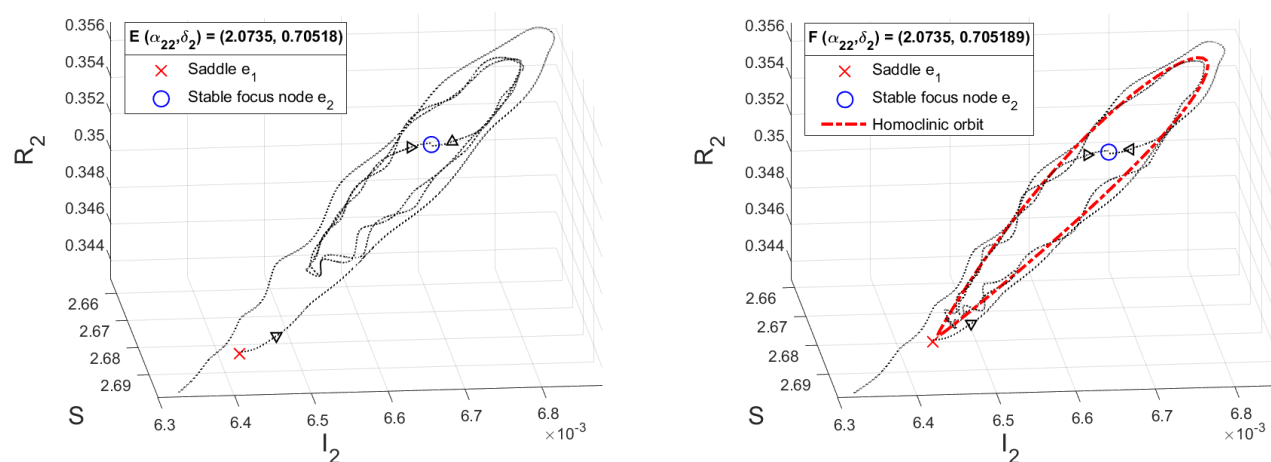 E (α₂₂,δ₂) = (2.0735, 0.70518)
Saddle e₁
Stable focus node e₂
0.356
0.354
0.352
0.35
0.348
0.346
0.344
R₂
2.66
2.67
2.68
2.69
S
6.3
6.4
6.5
6.6
6.7
6.8
×10⁻³
I₂
F (α₂₂,δ₂) = (2.0735, 0.705189)
Saddle e₁
Stable focus node e₂
Homoclinic orbit
0.356
0.354
0.352
0.35
0.348
0.346
0.344
R₂
2.66
2.67
2.68
2.69
S
6.3
6.4
6.5
6.6
6.7
6.8
×10⁻³
I₂